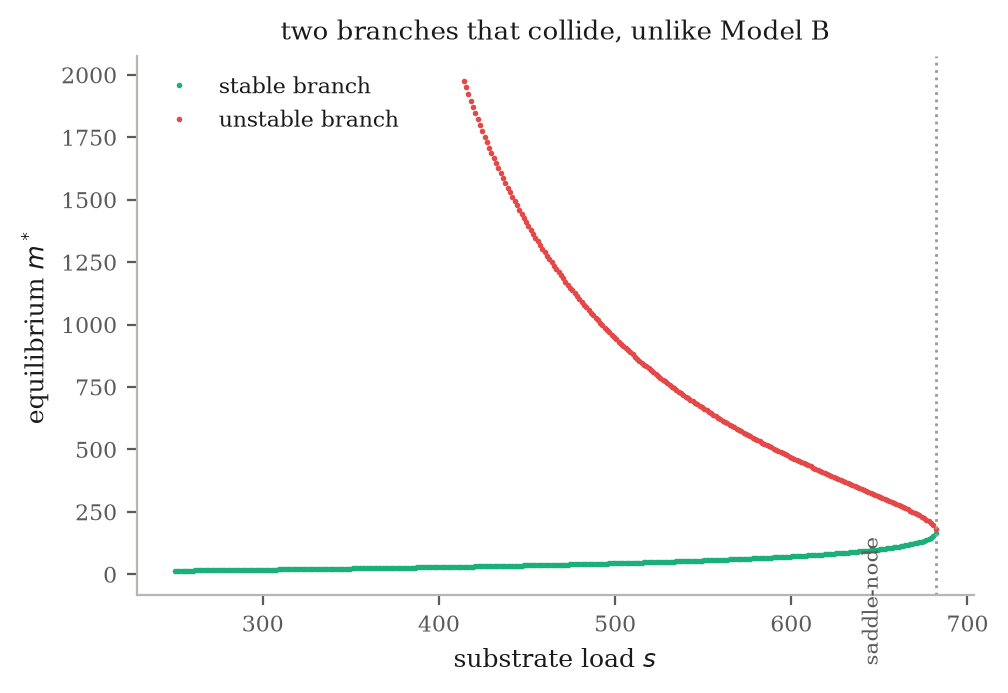 two branches that collide, unlike Model B
stable branch
unstable branch
equilibrium m*
2000
1750
1500
1250
1000
750
500
250
0
saddle-node
300
400
500
600
700
substrate load s